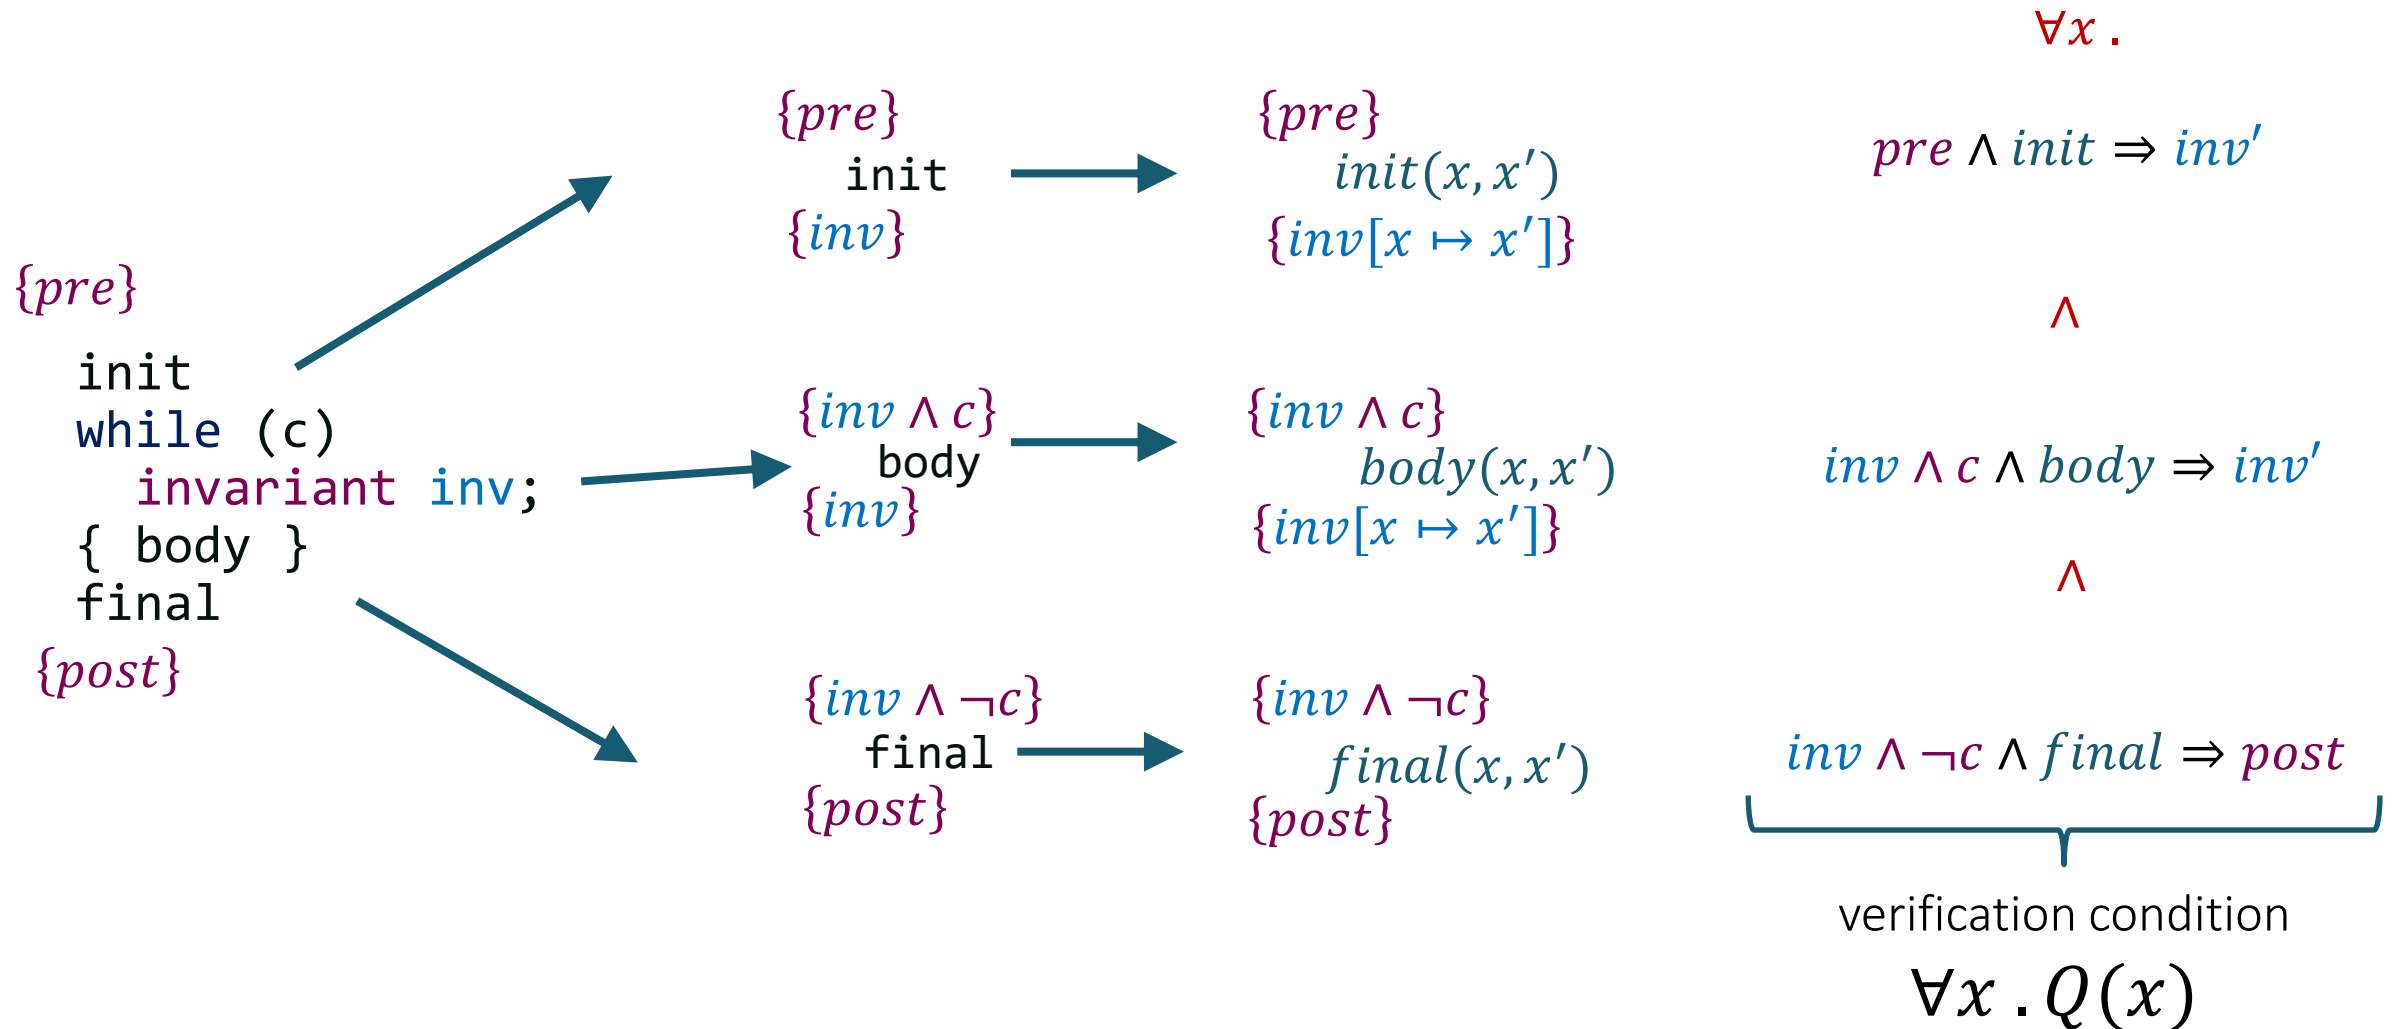 {pre}
init
while (c)
invariant inv;
{ body }
final
{post}
{pre}
init
{inv}
{inv ∧ c}
body
{inv}
{inv ∧ ¬c}
final
{post}
{pre}
init(x, x′)
{inv[x ↦ x′]}
{inv ∧ c}
body(x, x′)
{inv[x ↦ x′]}
{inv ∧ ¬c}
final(x, x′)
{post}
∀x .
pre ∧ init ⇒ inv′
∧
inv ∧ c ∧ body ⇒ inv′
∧
inv ∧ ¬c ∧ final ⇒ post
verification condition
∀x . Q(x)